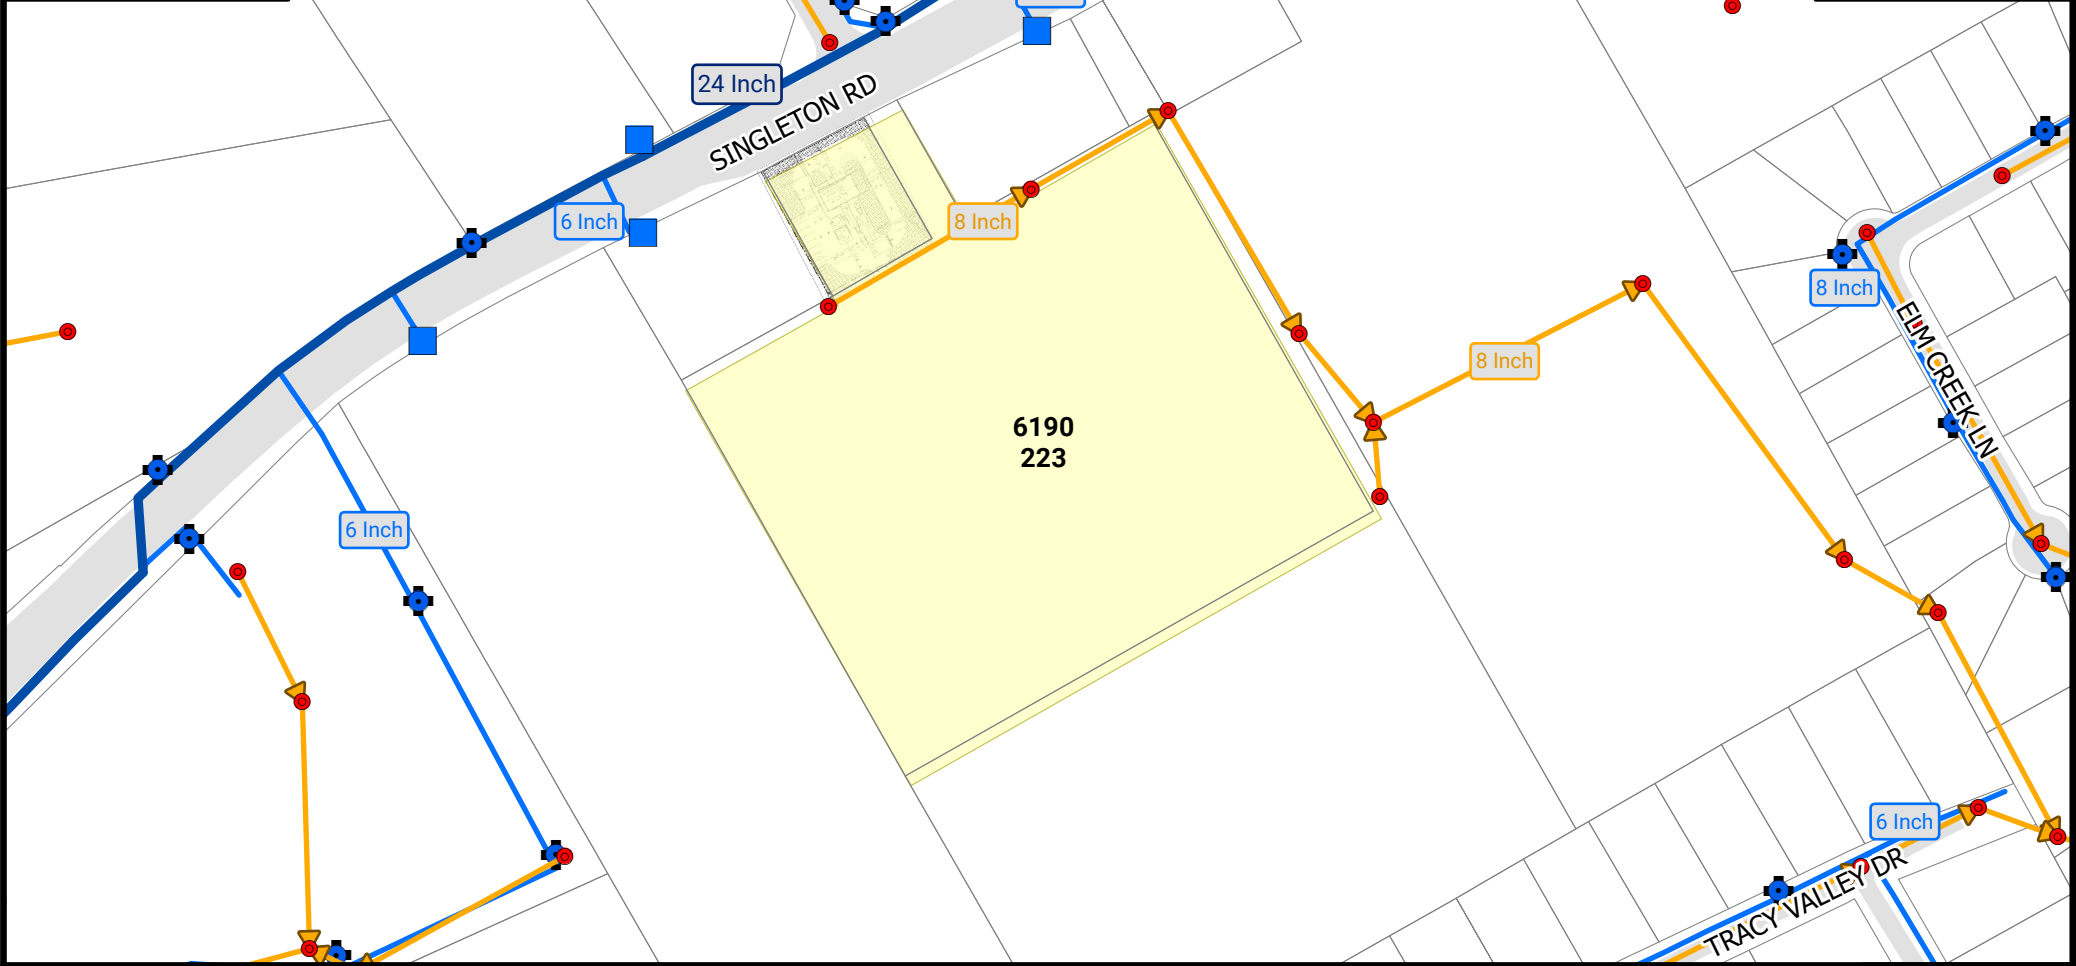 24 Inch
SINGLETON RD
6 Inch
8 Inch
8 Inch
8 Inch
ELM CREEK LN
6190
223
6 Inch
6 Inch
TRACY VALLEY DR